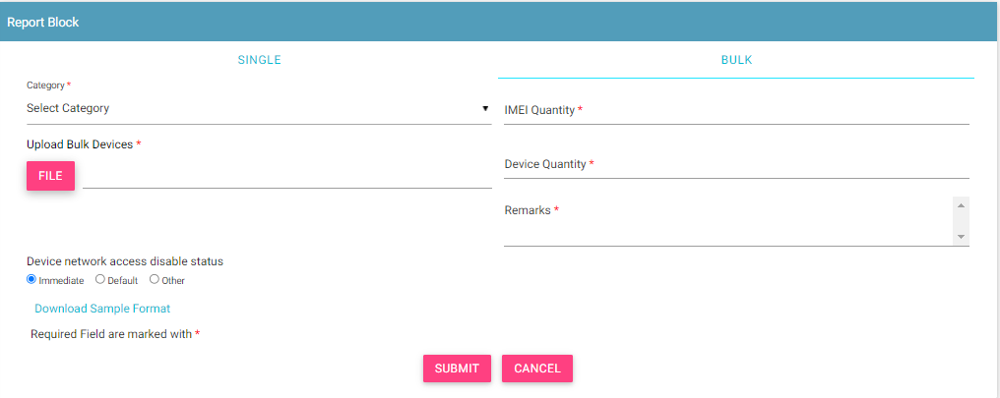 Report Block
SINGLE
BULK
Category *
Select Category
IMEI Quantity *
Upload Bulk Devices *
FILE
Device Quantity *
Remarks *
Device network access disable status
Immediate Default Other
Download Sample Format
Required Field are marked with *
SUBMIT CANCEL